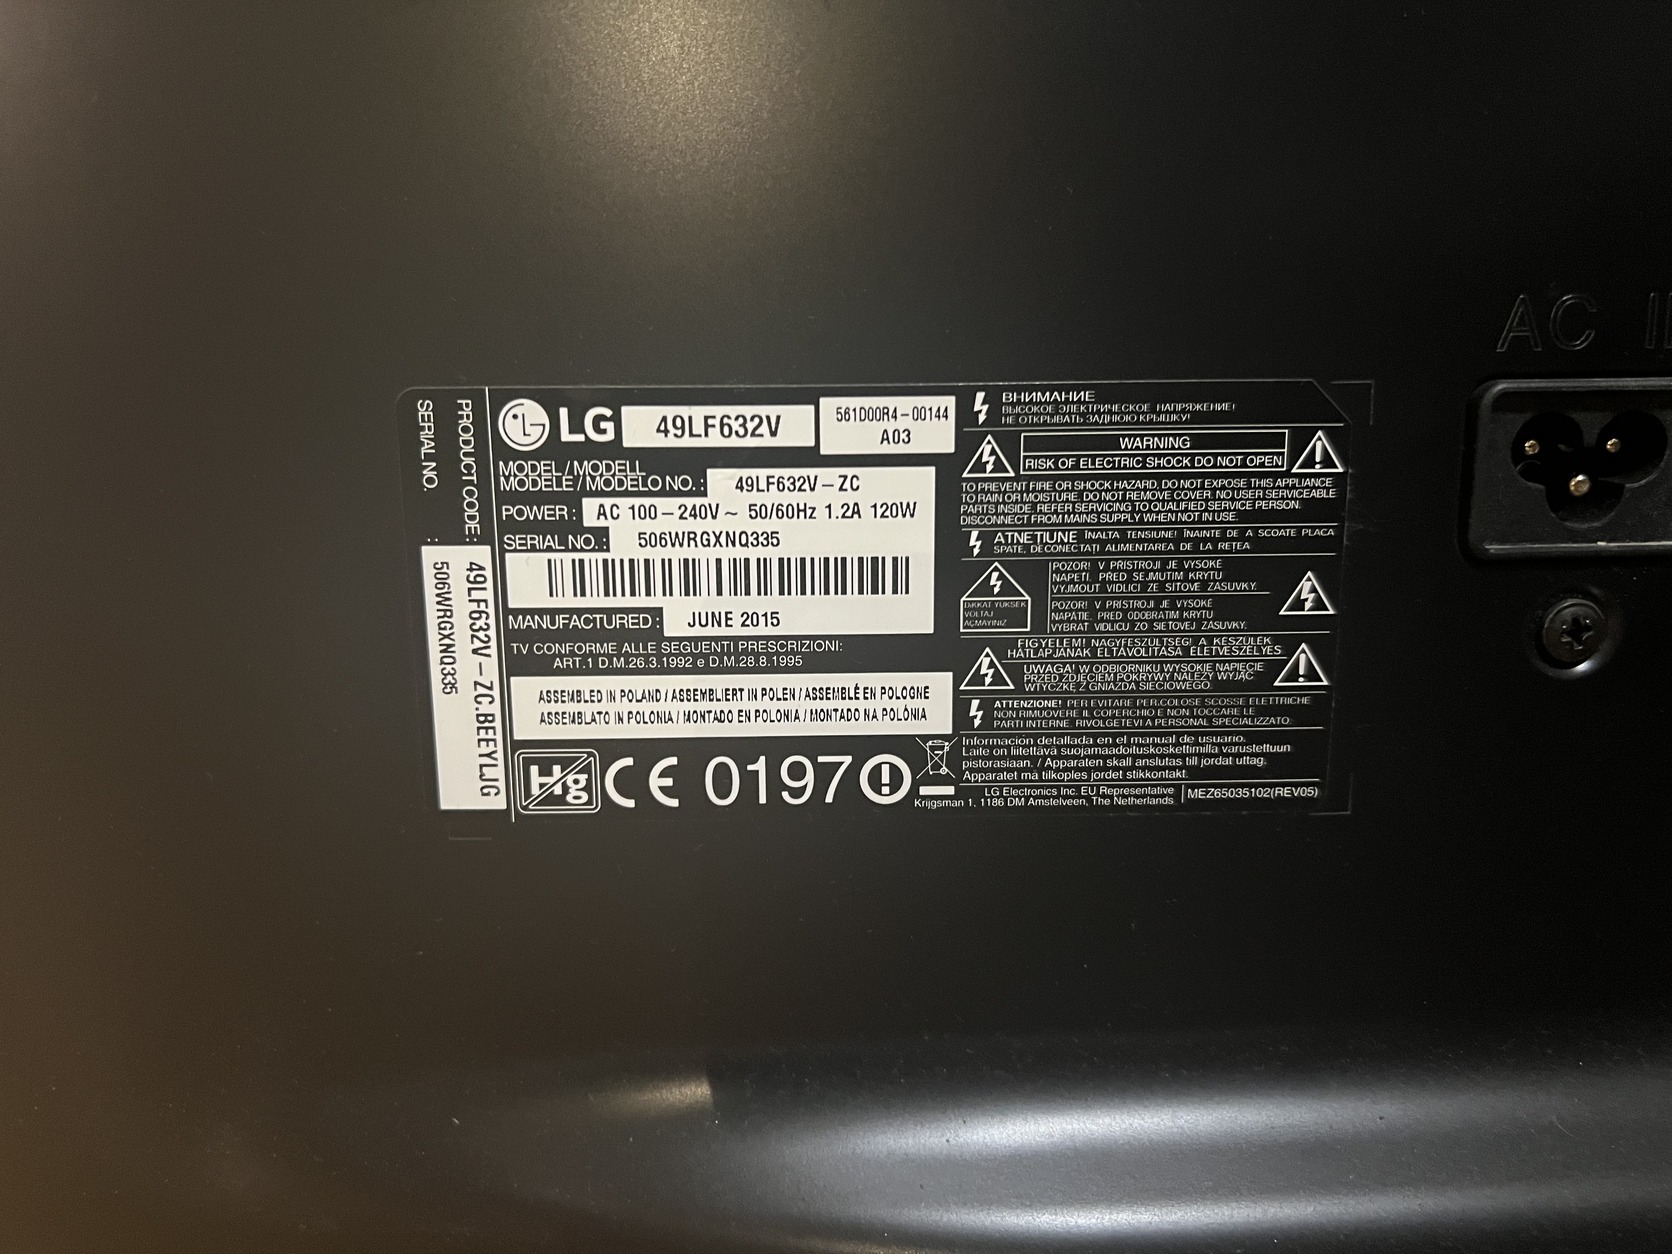 PRODUCT CODE : 49LF632V-ZC.BEEYLJG
SERIAL NO. : 506WRGXNQ335
LG 49LF632V
561D00R4-00144
A03
MODEL / MODELL
MODÈLE / MODELO NO. : 49LF632V-ZC
POWER : AC 100-240V ~ 50/60Hz 1.2A 120W
SERIAL NO. : 506WRGXNQ335
MANUFACTURED : JUNE 2015
TV CONFORME ALLE SEGUENTI PRESCRIZIONI:
ART.1 D.M.26.3.1992 e D.M.28.8.1995
ASSEMBLED IN POLAND / ASSEMBLIERT IN POLEN / ASSEMBLÉ EN POLOGNE
ASSEMBLATO IN POLONIA / MONTADO EN POLONIA / MONTADO NA POLÓNIA
Hg CE 0197
ВНИМАНИЕ
ВЫСОКОЕ ЭЛЕКТРИЧЕСКОЕ НАПРЯЖЕНИЕ!
НЕ ОТКРЫВАТЬ ЗАДНЮЮ КРЫШКУ!
WARNING
RISK OF ELECTRIC SHOCK DO NOT OPEN
TO PREVENT FIRE OR SHOCK HAZARD, DO NOT EXPOSE THIS APPLIANCE
TO RAIN OR MOISTURE. DO NOT REMOVE COVER. NO USER SERVICEABLE
PARTS INSIDE. REFER SERVICING TO QUALIFIED SERVICE PERSON.
DISCONNECT FROM MAINS SUPPLY WHEN NOT IN USE.
ATNEŢIUNE ÎNALTA TENSIUNE! ÎNAINTE DE A SCOATE PLACA
SPATE, DECONECTAŢI ALIMENTAREA DE LA REŢEA
DIKKAT YUKSEK
VOLTAJ
AÇMAYINIZ
POZOR! V PŘÍSTROJI JE VYSOKÉ
NAPĚTÍ. PŘED SEJMUTÍM KRYTU
VYJMOUT VIDLICI ZE SÍŤOVÉ ZÁSUVKY.
POZOR! V PRÍSTROJI JE VYSOKÉ
NAPÄTIE. PRED ODOBRATÍM KRYTU
VYBRAŤ VIDLICU ZO SIEŤOVEJ ZÁSUVKY.
FIGYELEM! NAGYFESZÜLTSÉG! A KÉSZÜLÉK
HÁTLAPJÁNAK ELTÁVOLÍTÁSA ÉLETVESZÉLYES
UWAGA! W ODBIORNIKU WYSOKIE NAPIĘCIE
PRZED ZDJĘCIEM POKRYWY NALEŻY WYJĄĆ
WTYCZKĘ Z GNIAZDA SIECIOWEGO.
ATTENZIONE! PER EVITARE PERICOLOSE SCOSSE ELETTRICHE
NON RIMUOVERE IL COPERCHIO E NON TOCCARE LE
PARTI INTERNE. RIVOLGETEVI A PERSONAL SPECIALIZZATO.
Información detallada en el manual de usuario.
Laite on liitettävä suojamaadoituskoskettimilla varustettuun
pistorasiaan. / Apparaten skall anslutas till jordat uttag.
Apparatet må tilkoples jordet stikkontakt.
LG Electronics Inc. EU Representative
Krijgsman 1, 1186 DM Amstelveen, The Netherlands
MEZ65035102(REV05)
AC